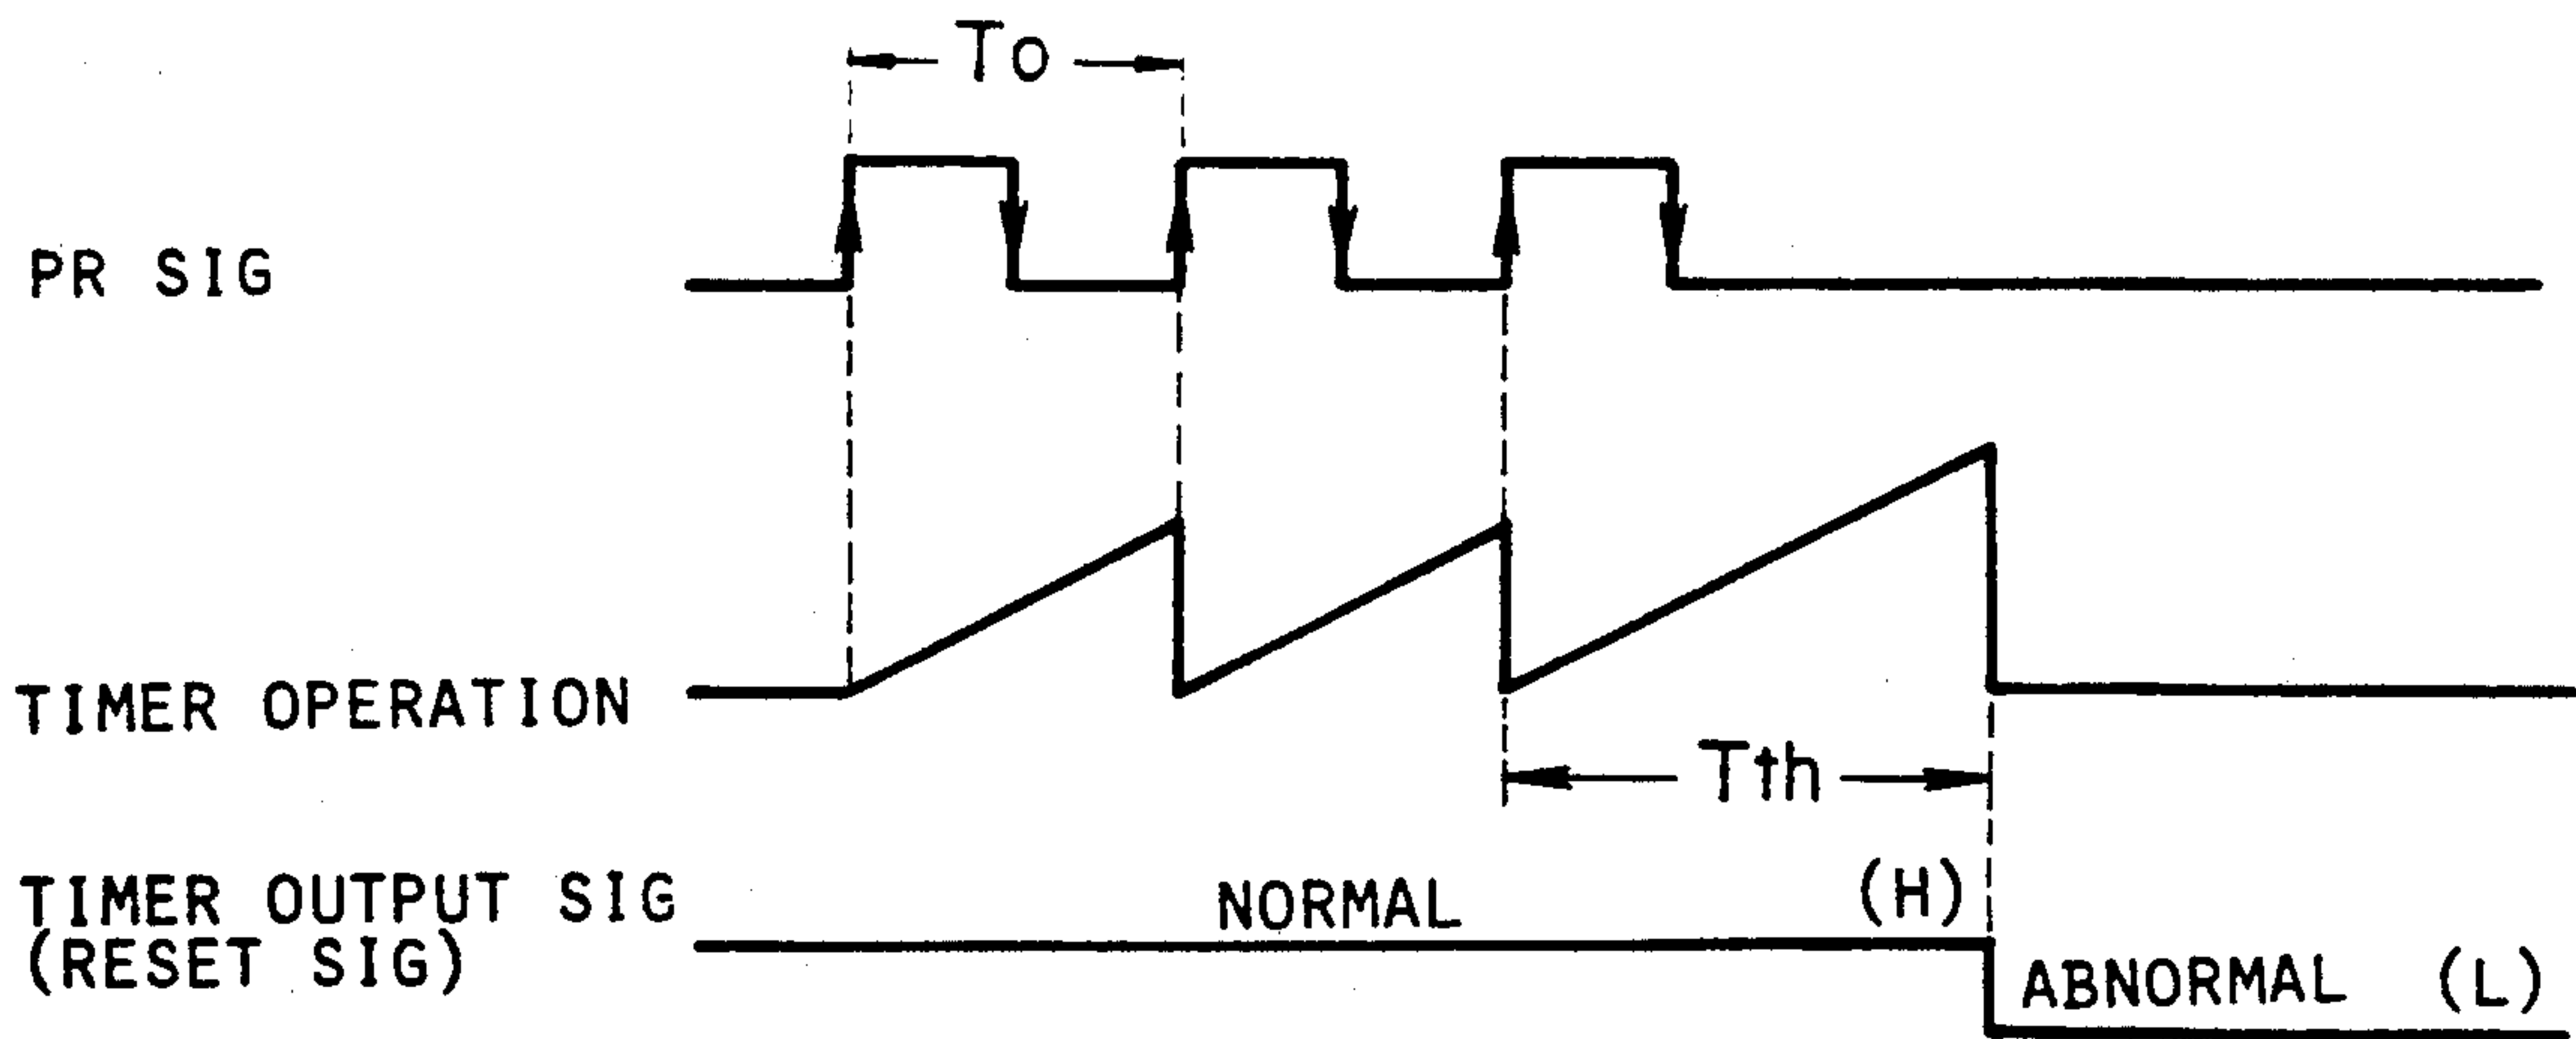 To
PR SIG
TIMER OPERATION
Tth
TIMER OUTPUT SIG
(RESET SIG)
NORMAL
(H)
ABNORMAL (L)